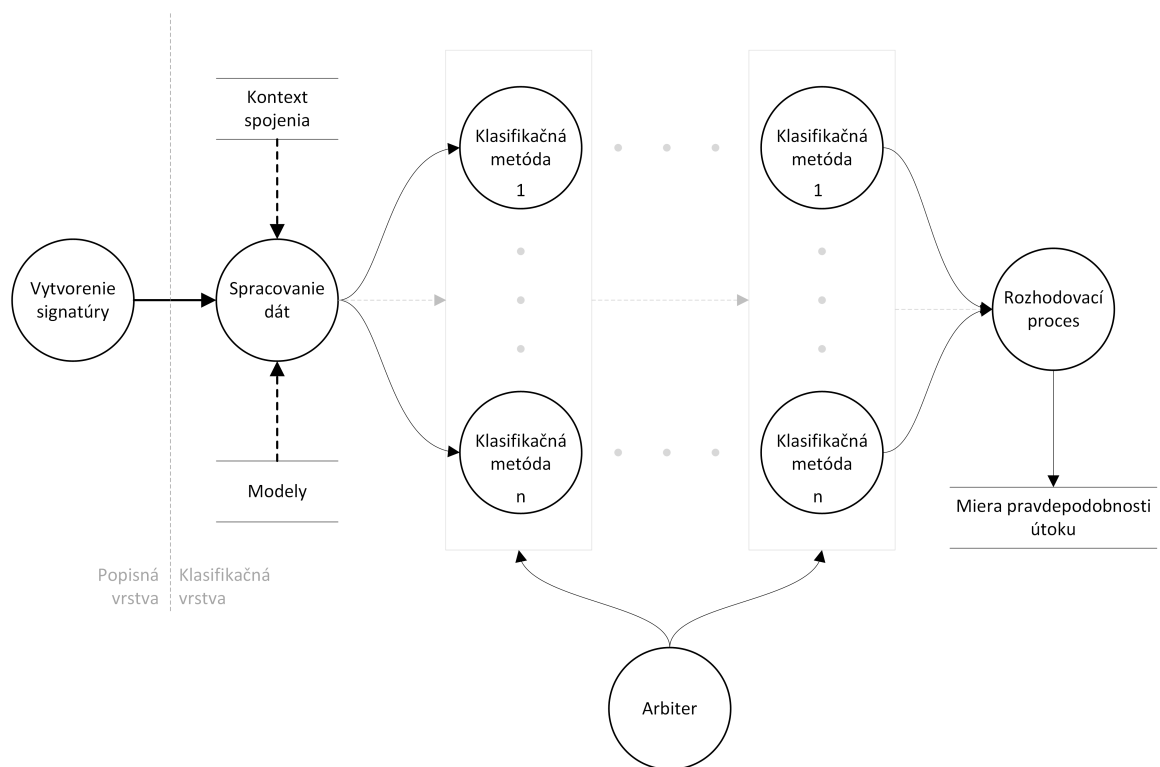 Kontext
spojenia
Vytvorenie
signatúry
Spracovanie
dát
Modely
Popisná
vrstva
Klasifikačná
vrstva
Klasifikačná
metóda
1
Klasifikačná
metóda
n
Klasifikačná
metóda
1
Klasifikačná
metóda
n
Rozhodovací
proces
Miera pravdepodobnosti
útoku
Arbiter